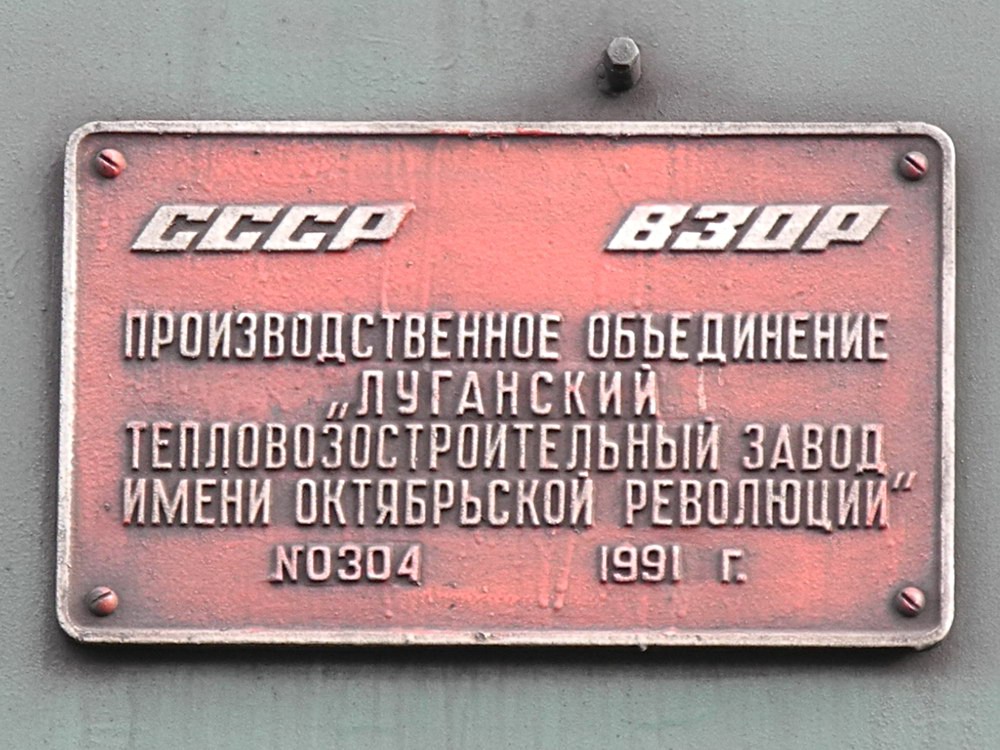 СССР ВЗОР
ПРОИЗВОДСТВЕННОЕ ОБЪЕДИНЕНИЕ
„ЛУГАНСКИЙ
ТЕПЛОВОЗОСТРОИТЕЛЬНЫЙ ЗАВОД
ИМЕНИ ОКТЯБРЬСКОЙ РЕВОЛЮЦИИ“
N0304 1991 Г.